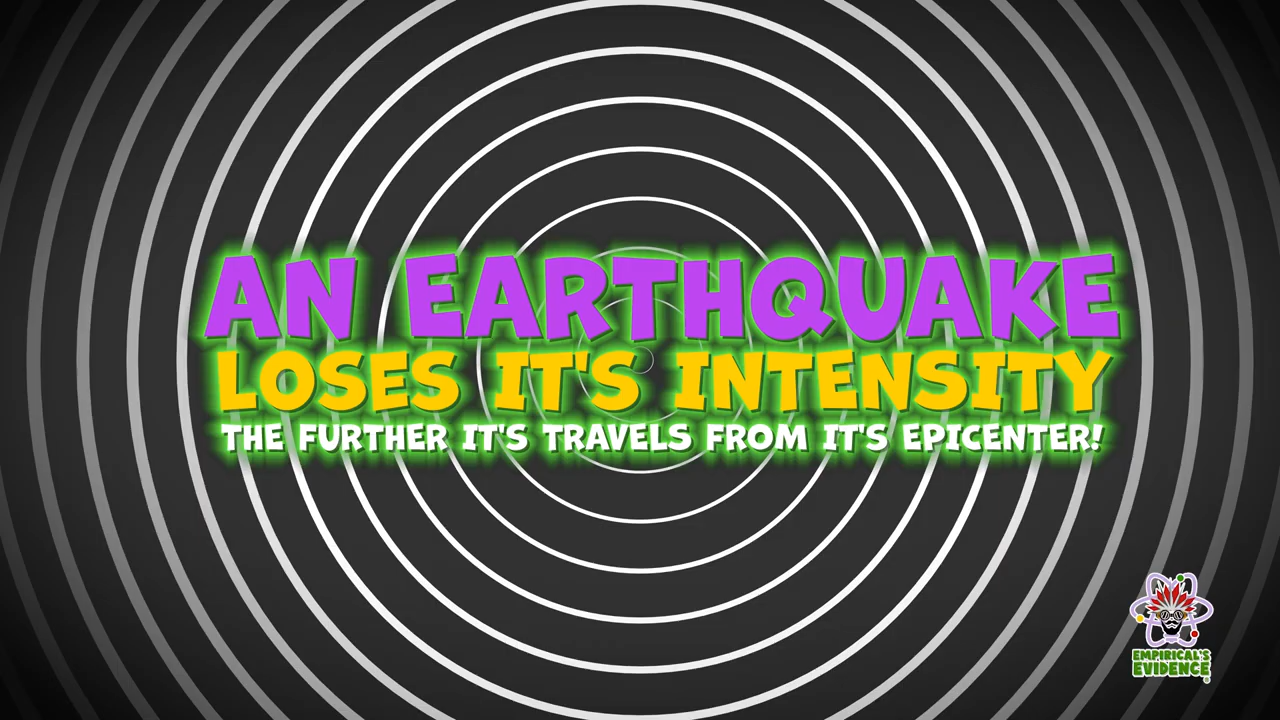 AN EARTHQUAKE
LOSES IT'S INTENSITY
THE FURTHER IT'S TRAVELS FROM IT'S EPICENTER!
EMPIRICAL'S
EVIDENCE